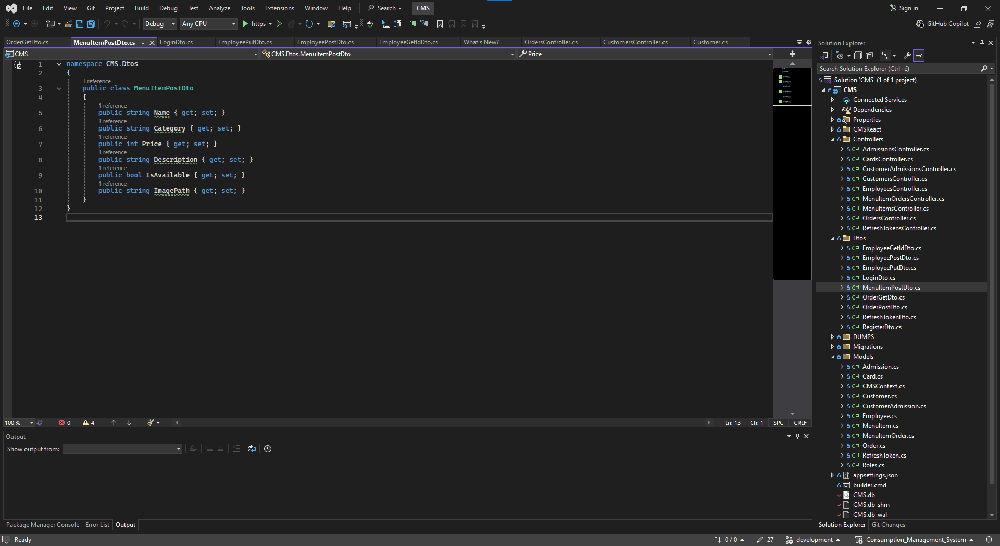 File Edit View Git Project Build Debug Test Analyze Tools Extensions Window Help Search CMS Sign in
Debug Any CPU https GitHub Copilot
OrderGetDto.cs MenuItemPostDto.cs LoginDto.cs EmployeePutDto.cs EmployeePostDto.cs EmployeeGetIdDto.cs What's New? OrdersController.cs CustomersController.cs Customer.cs
CMS CMS.Dtos.MenuItemPostDto Price
1 namespace CMS.Dtos
2 {
1 reference
3 public class MenuItemPostDto
4 {
1 reference
5 public string Name { get; set; }
1 reference
6 public string Category { get; set; }
1 reference
7 public int Price { get; set; }
1 reference
8 public string Description { get; set; }
1 reference
9 public bool IsAvailable { get; set; }
1 reference
10 public string ImagePath { get; set; }
11 }
12 }
13
100 % 0 4 Ln: 13 Ch: 1 SPC CRLF
Output
Show output from:
Package Manager Console Error List Output
Solution Explorer
Search Solution Explorer (Ctrl+é)
Solution 'CMS' (1 of 1 project)
CMS
Connected Services
Dependencies
Properties
CMSReact
Controllers
C# AdmissionsController.cs
C# CardsController.cs
C# CustomerAdmissionsController.cs
C# CustomersController.cs
C# EmployeesController.cs
C# MenuItemOrdersController.cs
C# MenuItemsController.cs
C# OrdersController.cs
C# RefreshTokensController.cs
Dtos
C# EmployeeGetIdDto.cs
C# EmployeePostDto.cs
C# EmployeePutDto.cs
C# LoginDto.cs
C# MenuItemPostDto.cs
C# OrderGetDto.cs
C# OrderPostDto.cs
C# RefreshTokenDto.cs
C# RegisterDto.cs
DUMPS
Migrations
Models
C# Admission.cs
C# Card.cs
C# CMSContext.cs
C# Customer.cs
C# CustomerAdmission.cs
C# Employee.cs
C# MenuItem.cs
C# MenuItemOrder.cs
C# Order.cs
C# RefreshToken.cs
C# Roles.cs
appsettings.json
builder.cmd
CMS.db
CMS.db-shm
CMS.db-wal
Solution Explorer Git Changes
Ready 0 / 0 27 development Consumption_Management_System